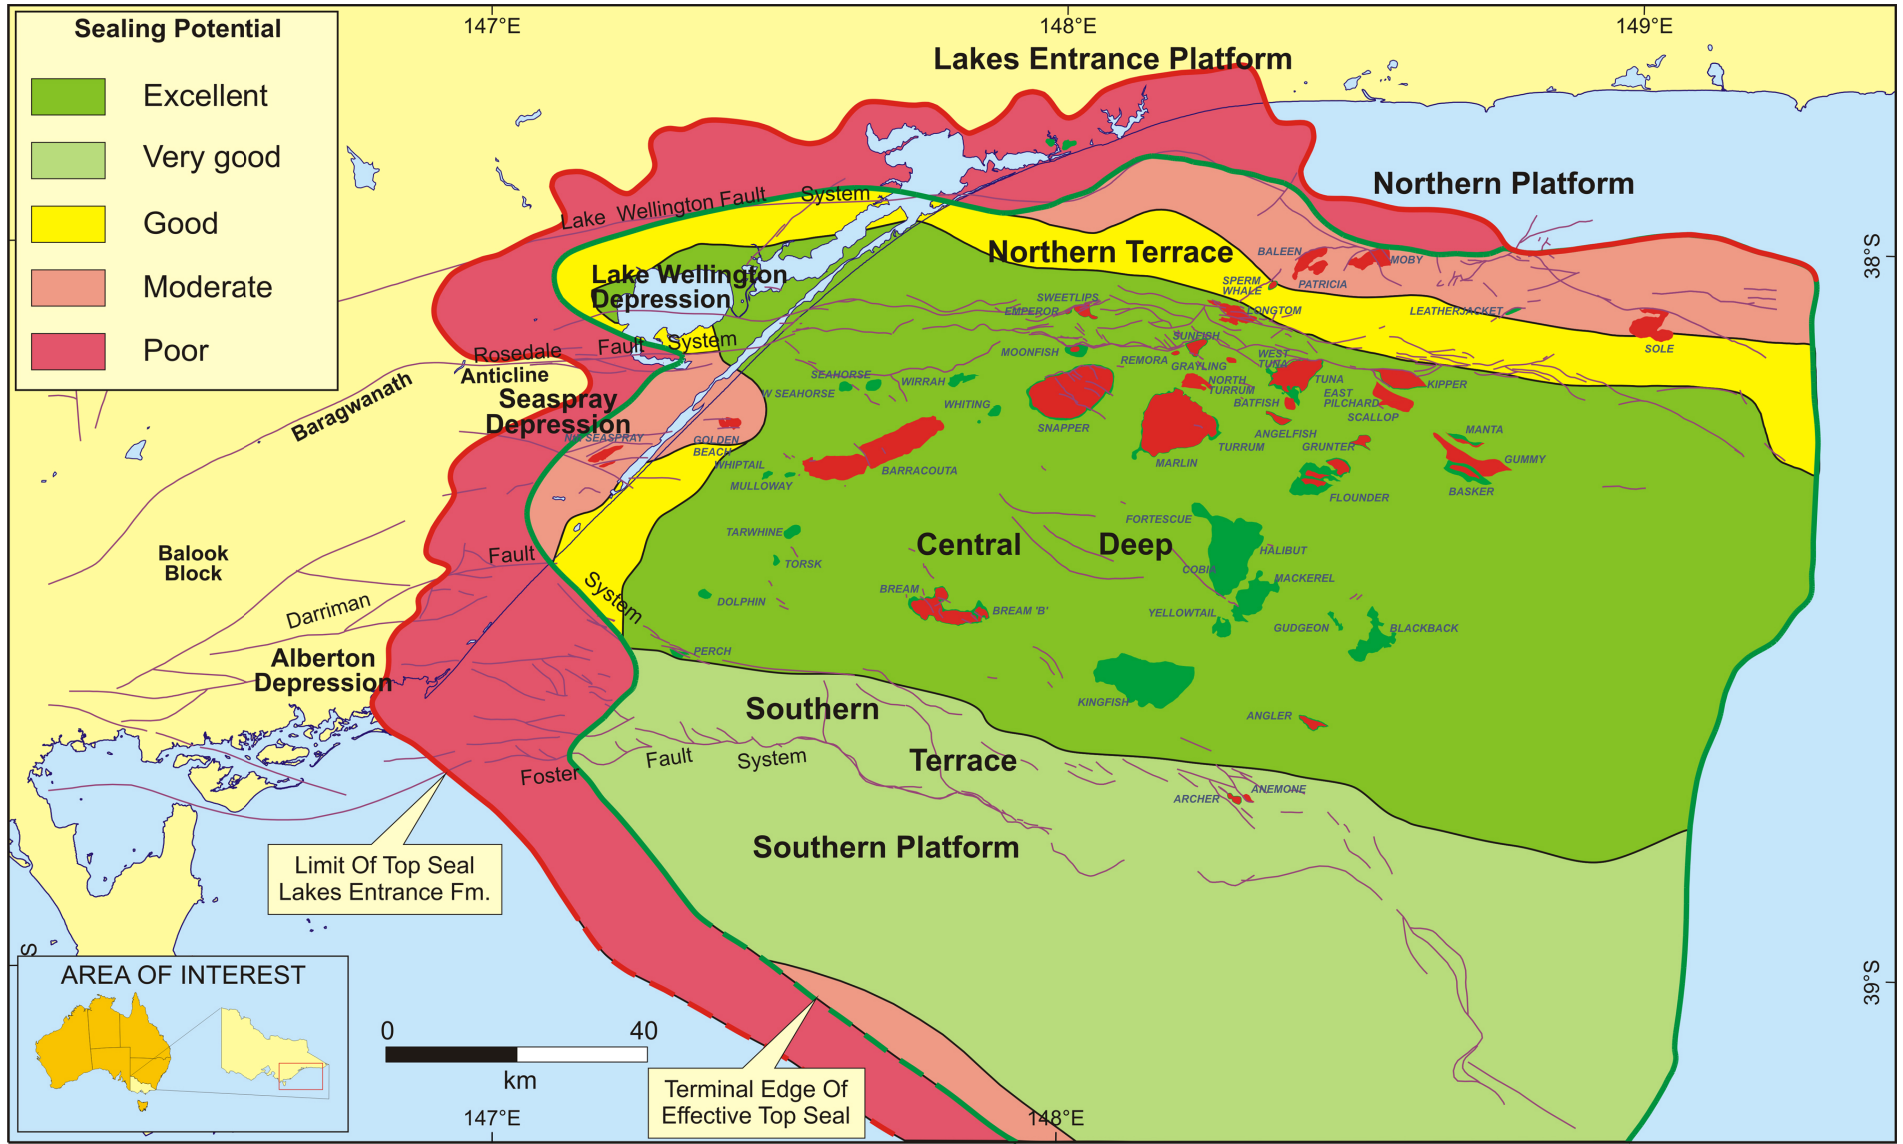 Sealing Potential
Excellent
Very good
Good
Moderate
Poor
147°E
148°E
149°E
Lakes Entrance Platform
Northern Platform
38°S
Lake Wellington Fault System
Lake Wellington
Depression
Northern Terrace
BALEEN
MOBY
PATRICIA
SPERM
WHALE
LONGTOM
LEATHERJACKET
SOLE
SWEETLIPS
EMPEROR
MOONFISH
SUNFISH
REMORA
GRAYLING
WEST
TUNA
TUNA
NORTH
TURRUM
BATFISH
EAST
PILCHARD
KIPPER
SCALLOP
Rosedale Fault System
Anticline
Baragwanath
Seaspray
Depression
SEAHORSE
W SEAHORSE
WIRRAH
WHITING
SNAPPER
ANGELFISH
GRUNTER
MANTA
GUMMY
BASKER
TURRUM
MARLIN
FLOUNDER
GOLDEN
BEACH
WHIPTAIL
MULLOWAY
BARRACOUTA
Balook
Block
Fault
System
Darriman
TARWHINE
TORSK
DOLPHIN
PERCH
BREAM
BREAM 'B'
Central Deep
FORTESCUE
HALIBUT
COBIA
MACKEREL
YELLOWTAIL
GUDGEON
BLACKBACK
KINGFISH
ANGLER
Alberton
Depression
Southern
Terrace
Foster Fault System
ARCHER
ANEMONE
Southern Platform
Limit Of Top Seal
Lakes Entrance Fm.
S
39°S
AREA OF INTEREST
0 40
km
Terminal Edge Of
Effective Top Seal
147°E
148°E